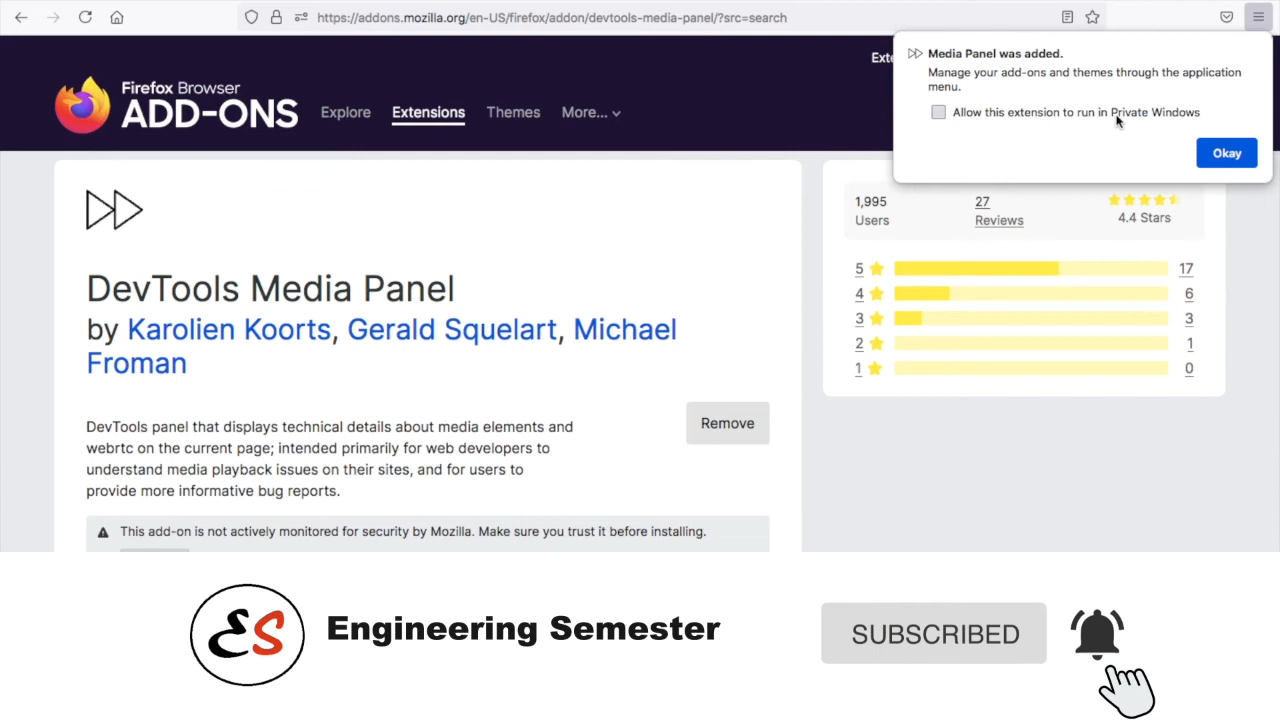 https://addons.mozilla.org/en-US/firefox/addon/devtools-media-panel/?src=search
Media Panel was added.
Manage your add-ons and themes through the application
menu.
Allow this extension to run in Private Windows
Okay
Firefox Browser
ADD-ONS
Explore
Extensions
Themes
More...
Exte
DevTools Media Panel
by Karolien Koorts, Gerald Squelart, Michael
Froman
DevTools panel that displays technical details about media elements and
webrtc on the current page; intended primarily for web developers to
understand media playback issues on their sites, and for users to
provide more informative bug reports.
Remove
This add-on is not actively monitored for security by Mozilla. Make sure you trust it before installing.
1,995
Users
27
Reviews
4.4 Stars
5 17
4 6
3 3
2 1
1 0
ES
Engineering Semester
SUBSCRIBED